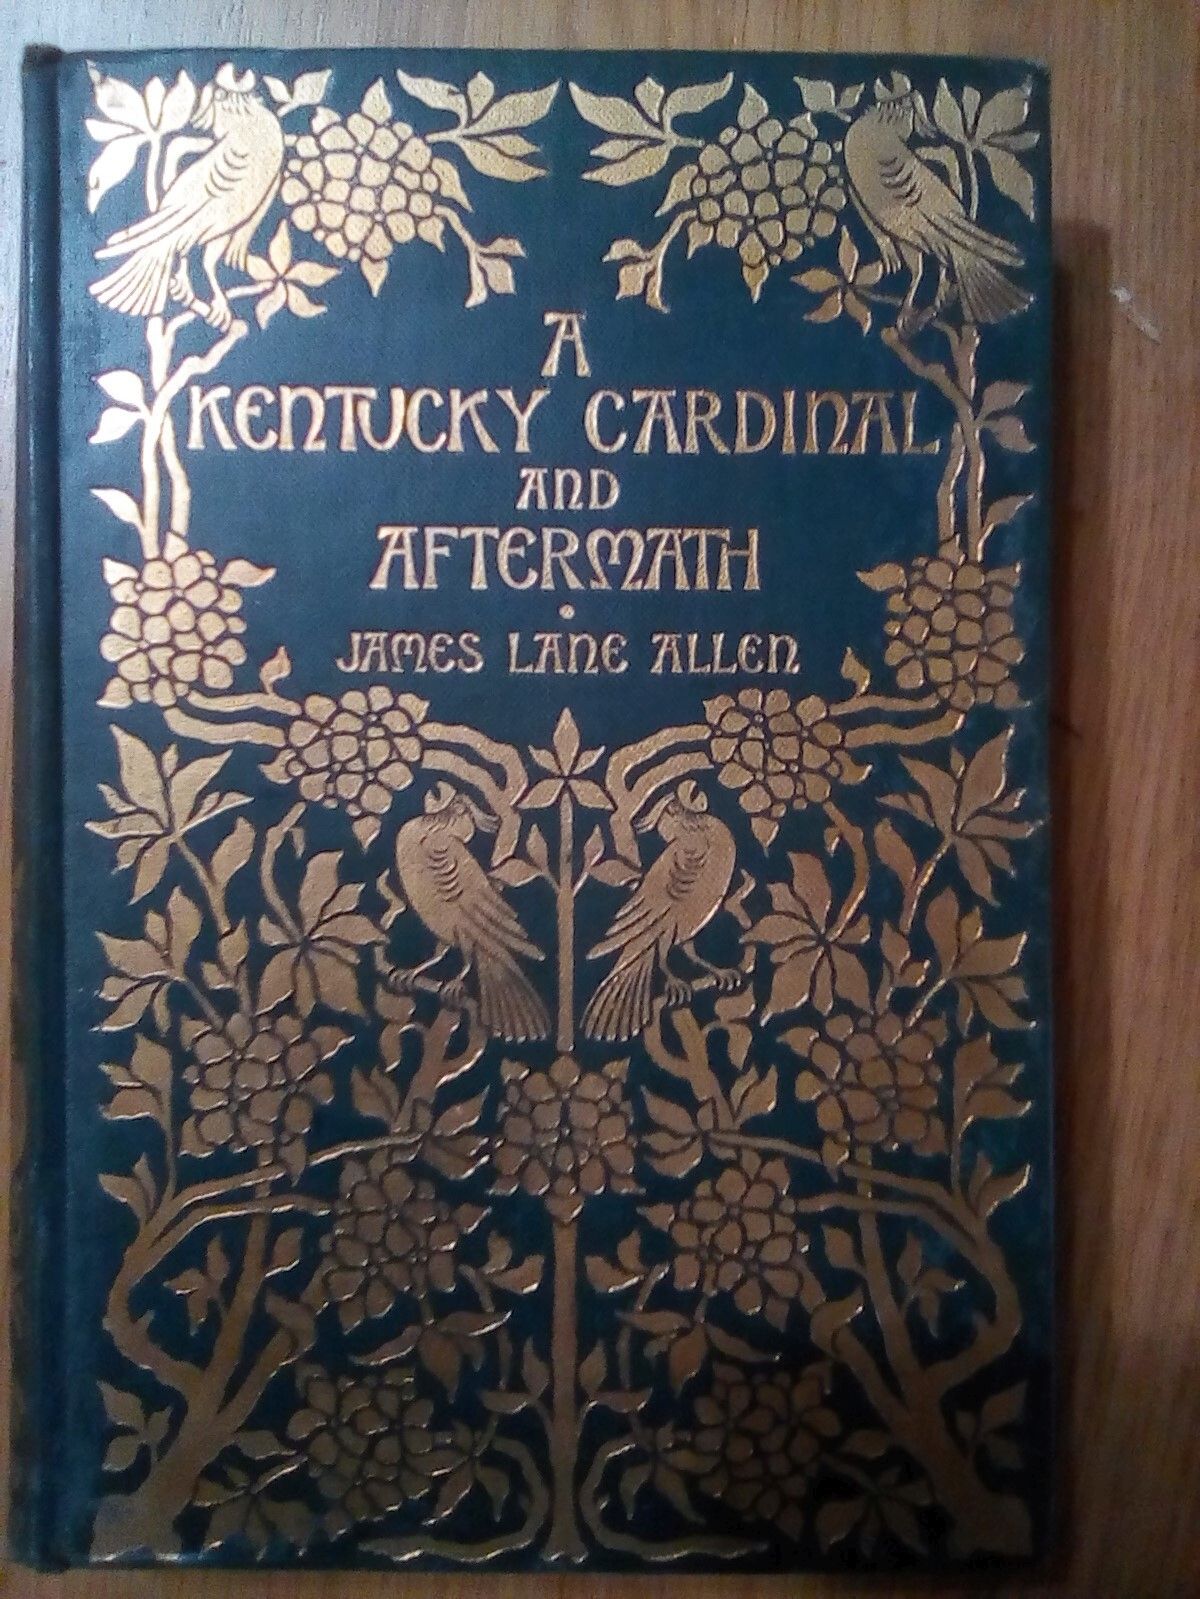 A
KENTUCKY CARDINAL
AND
AFTERMATH
JAMES LANE ALLEN